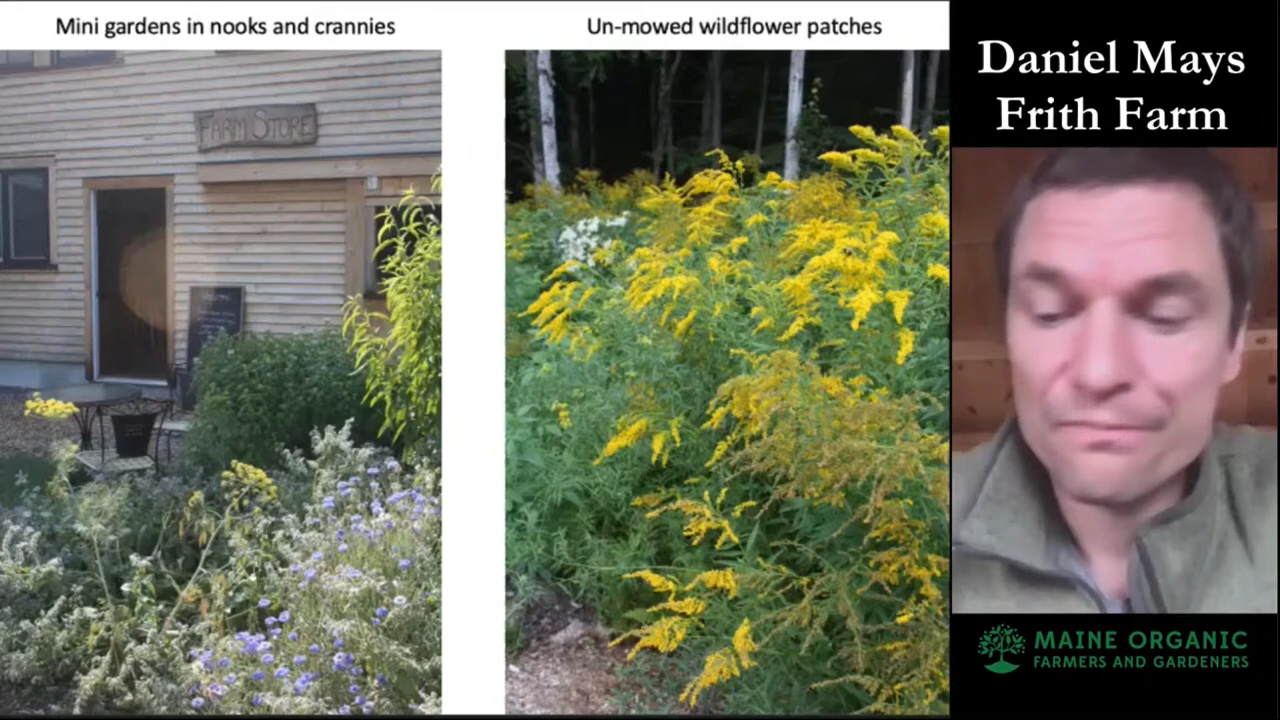 Mini gardens in nooks and crannies
Un-mowed wildflower patches
Daniel Mays
Frith Farm
FARM STORE
MAINE ORGANIC
FARMERS AND GARDENERS